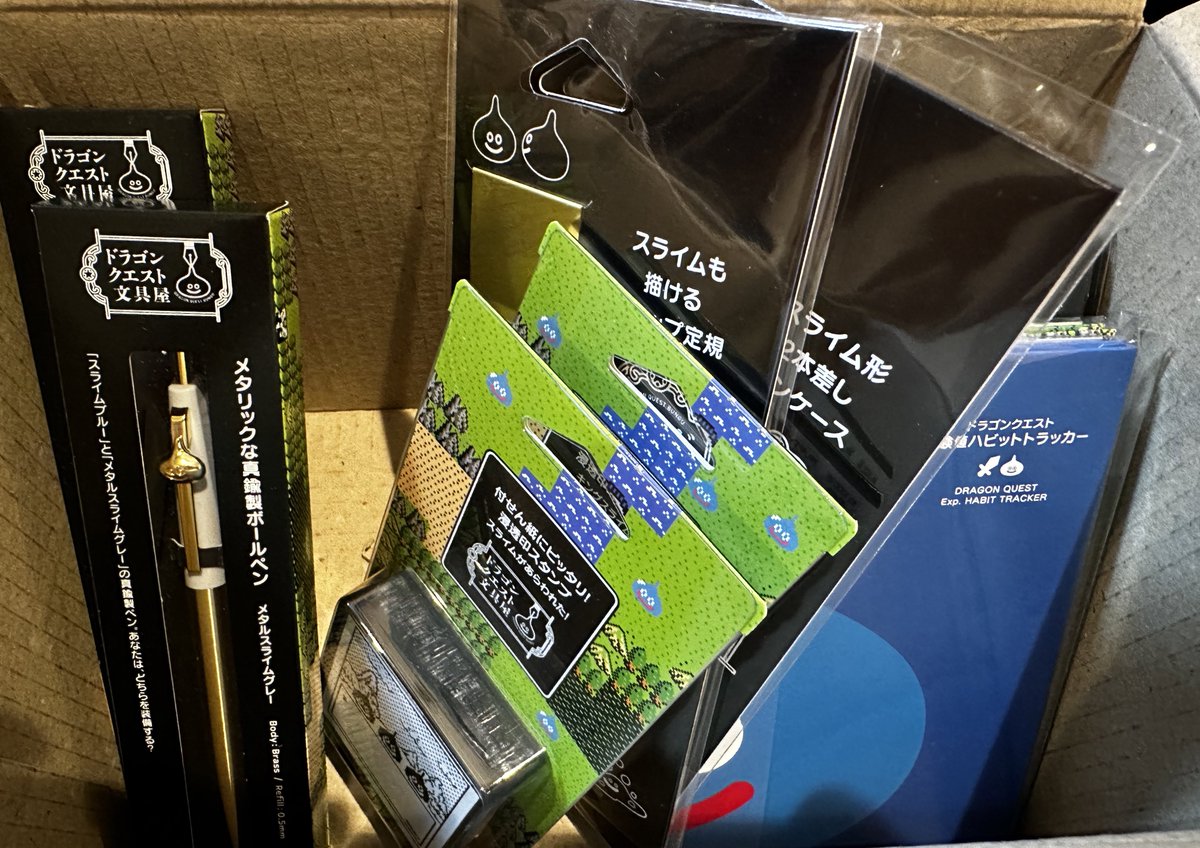 ドラゴン
クエスト
文具屋
ドラゴン
クエスト
文具屋
「スライムブルー」と「メタルスライムグレー」の真鍮製ペン。あなたは、どちらを装備する?
メタリックな真鍮製ボールペン メタルスライムグレー
Body: Brass / Refill: 0.5mm
スライムも
描ける
プ定規
スライム形
2本差し
ンケース
付せん紙にピッタリ!
浸透印スタンプ
スライムがあらわれた!
ドラゴン
クエスト
文具屋
ドラゴンクエスト
値ハビットトラッカー
DRAGON QUEST
Exp. HABIT TRACKER